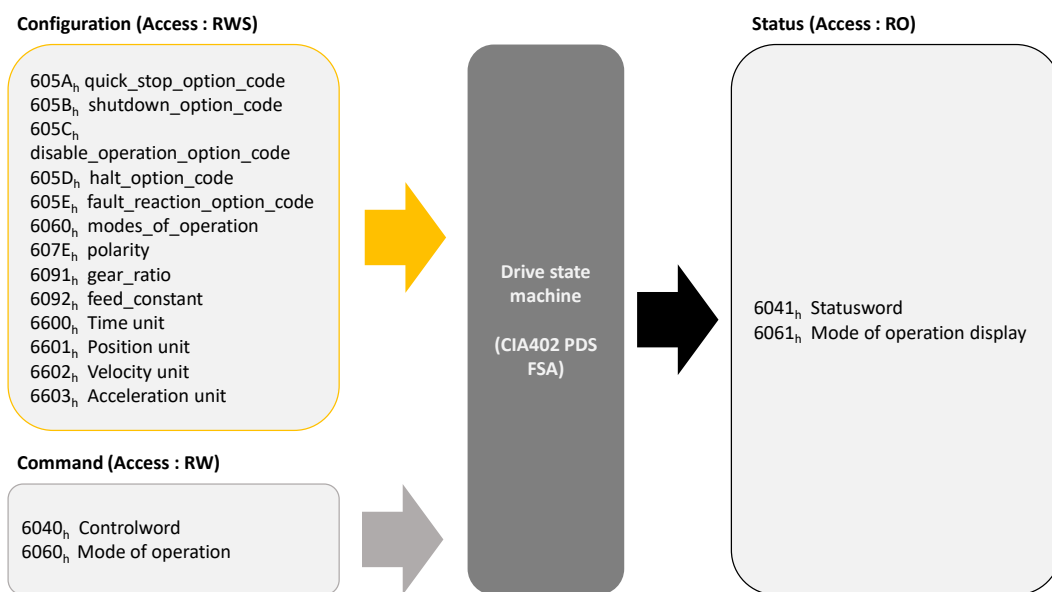 Configuration (Access : RWS)
605Ah quick_stop_option_code
605Bh shutdown_option_code
605Ch
disable_operation_option_code
605Dh halt_option_code
605Eh fault_reaction_option_code
6060h modes_of_operation
607Eh polarity
6091h gear_ratio
6092h feed_constant
6600h Time unit
6601h Position unit
6602h Velocity unit
6603h Acceleration unit
Command (Access : RW)
6040h Controlword
6060h Mode of operation
Drive state
machine
(CIA402 PDS
FSA)
Status (Access : RO)
6041h Statusword
6061h Mode of operation display